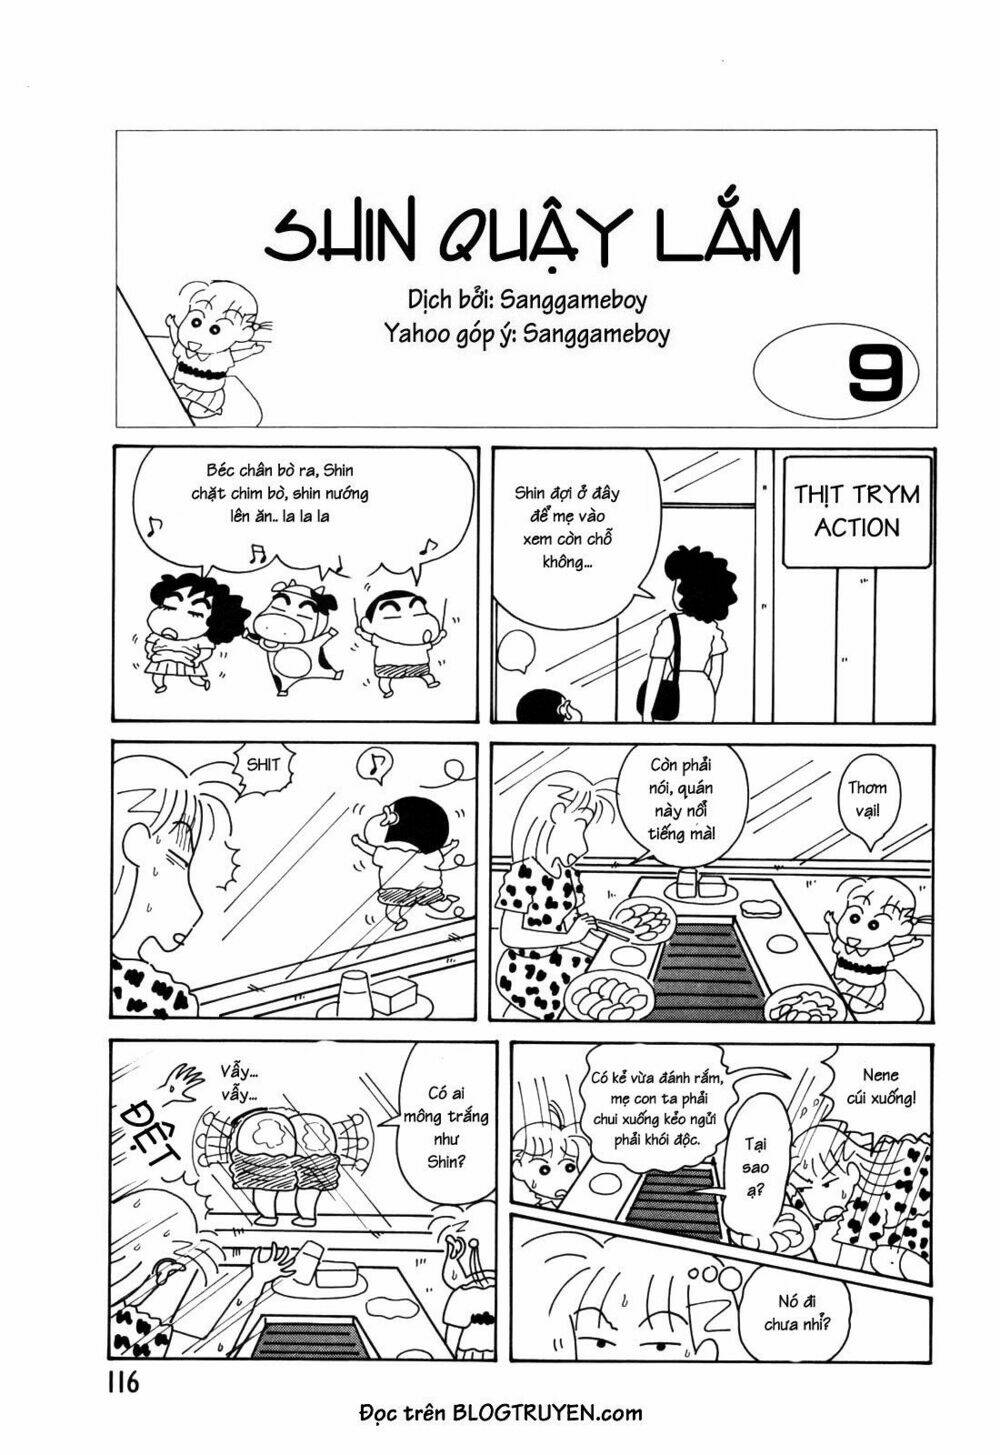 SHIN QUẬY LẮM
Dịch bởi: Sanggameboy
Yahoo góp ý: Sanggameboy
9
Béc chân bò ra, Shin
chặt chim bò, shin nướng
lên ăn.. la la la
Shin đợi ở đây
để mẹ vào
xem còn chỗ
không...
THỊT TRYM
ACTION
SHIT
Còn phải
nói, quán
này nổi
tiếng mà!
Thơm
vại!
Vẫy...
vẫy...
ĐẸT
Có ai
mông trắng
như
Shin?
Có kẻ vừa đánh rắm,
mẹ con ta phải
chui xuống kẻo ngửi
phải khói độc.
Tại
sao
ạ?
Nene
cúi xuống!
Nó đi
chưa nhỉ?
116
Đọc trên BLOGTRUYEN.com